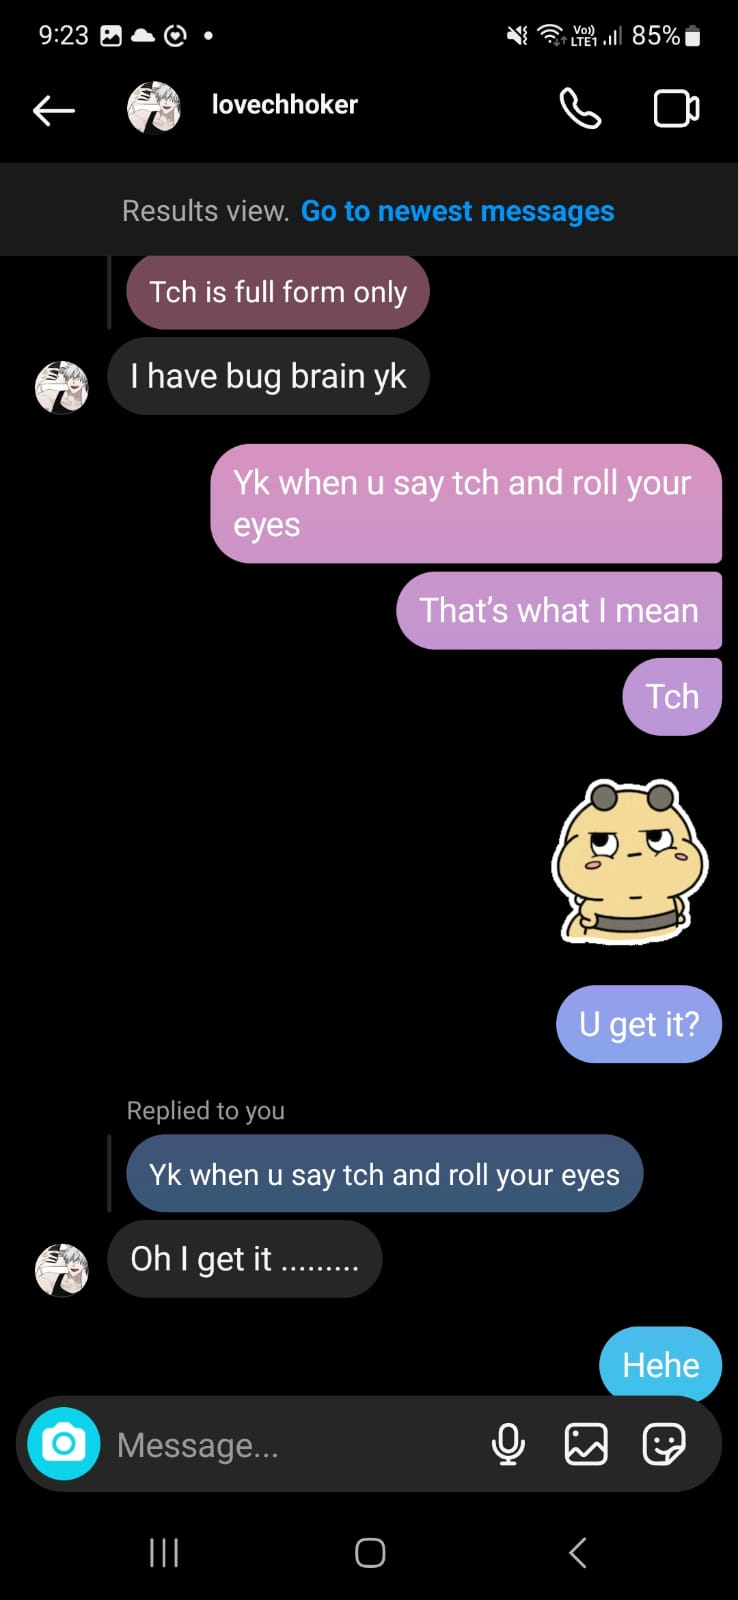 9:23 Vo)) LTE1 85%
lovechhoker
Results view. Go to newest messages
Tch is full form only
I have bug brain yk
Yk when u say tch and roll your
eyes
That's what I mean
Tch
U get it?
Replied to you
Yk when u say tch and roll your eyes
Oh I get it .........
Hehe
Message...